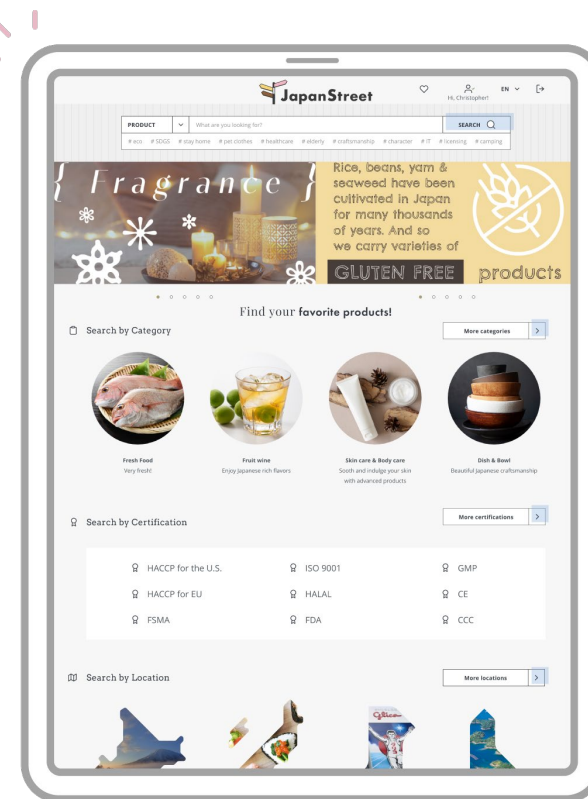 JapanStreet
Hi, Christopher!
EN
PRODUCT
What are you looking for?
SEARCH
# eco # SDGS # stay home # pet clothes # healthcare # elderly # craftsmanship # character # IT # licensing # camping
{ Fragrance }
Rice, beans, yam &
seaweed have been
cultivated in Japan
for many thousands
of years. And so
we carry varieties of
GLUTEN FREE products
Find your favorite products!
Search by Category
More categories
Fresh Food
Very fresh!
Fruit wine
Enjoy Japanese rich flavors
Skin care & Body care
Sooth and indulge your skin
with advanced products
Dish & Bowl
Beautiful Japanese craftsmanship
Search by Certification
More certifications
HACCP for the U.S.
ISO 9001
GMP
HACCP for EU
HALAL
CE
FSMA
FDA
CCC
Search by Location
More locations
Glico